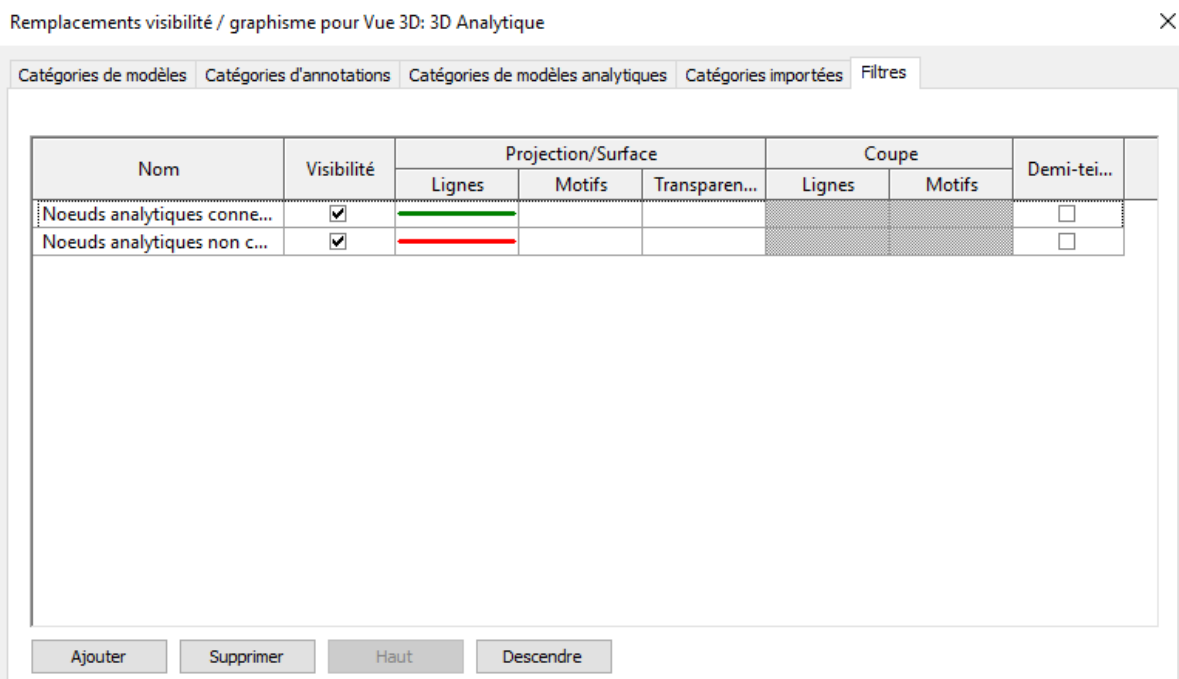 Remplacements visibilité / graphisme pour Vue 3D: 3D Analytique
Catégories de modèles Catégories d'annotations Catégories de modèles analytiques Catégories importées Filtres
Nom Visibilité Projection/Surface Coupe Demi-tei...
Lignes Motifs Transparen... Lignes Motifs
Noeuds analytiques conne...
Noeuds analytiques non c...
Ajouter Supprimer Haut Descendre